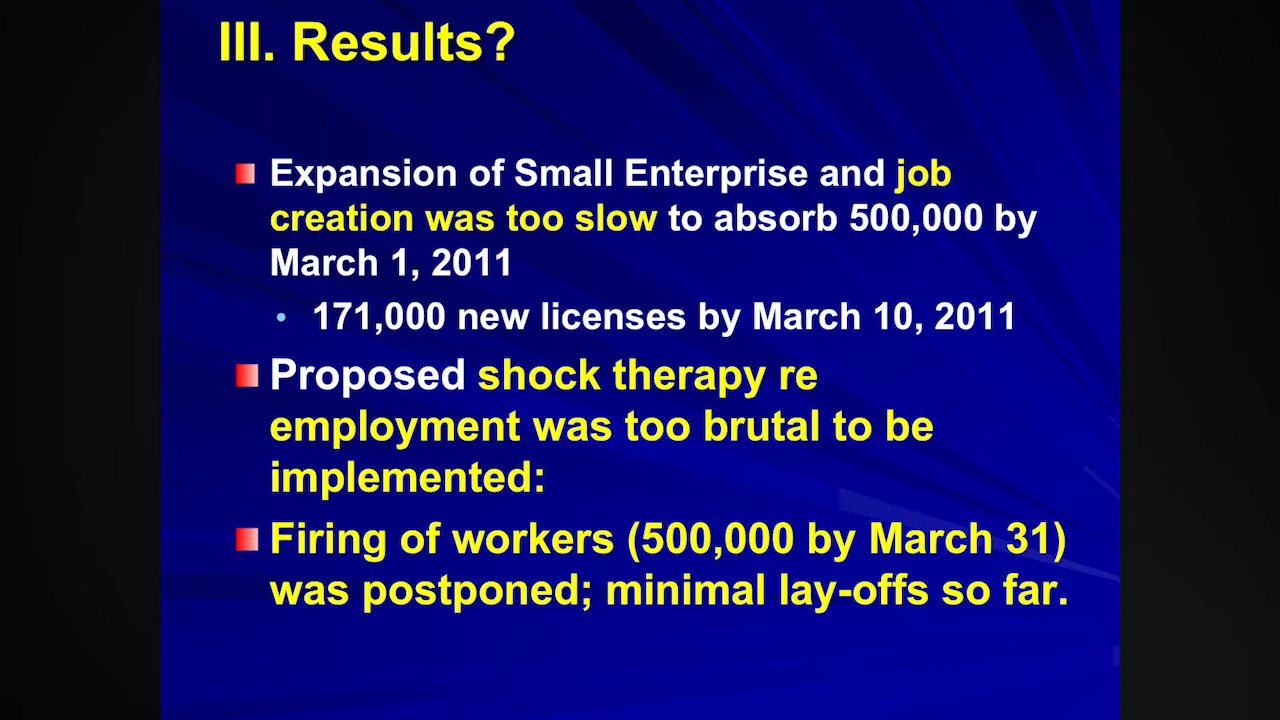 III. Results?
Expansion of Small Enterprise and job
creation was too slow to absorb 500,000 by
March 1, 2011
• 171,000 new licenses by March 10, 2011
Proposed shock therapy re
employment was too brutal to be
implemented:
Firing of workers (500,000 by March 31)
was postponed; minimal lay-offs so far.